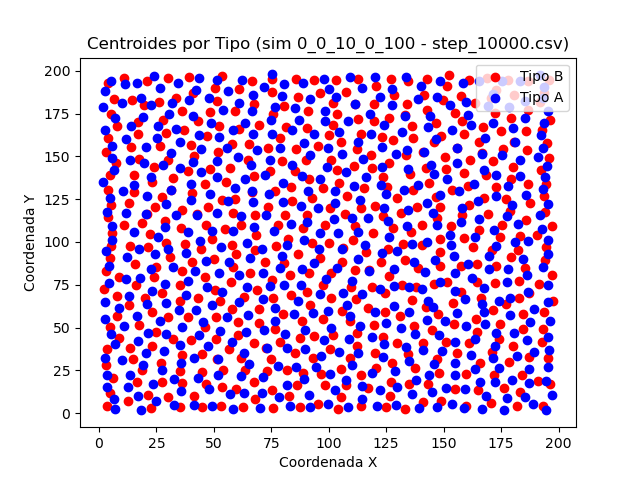 Centroides por Tipo (sim 0_0_10_0_100 - step_10000.csv)
Tipo B
Tipo A
Coordenada Y
200
175
150
125
100
75
50
25
0
0 25 50 75 100 125 150 175 200
Coordenada X